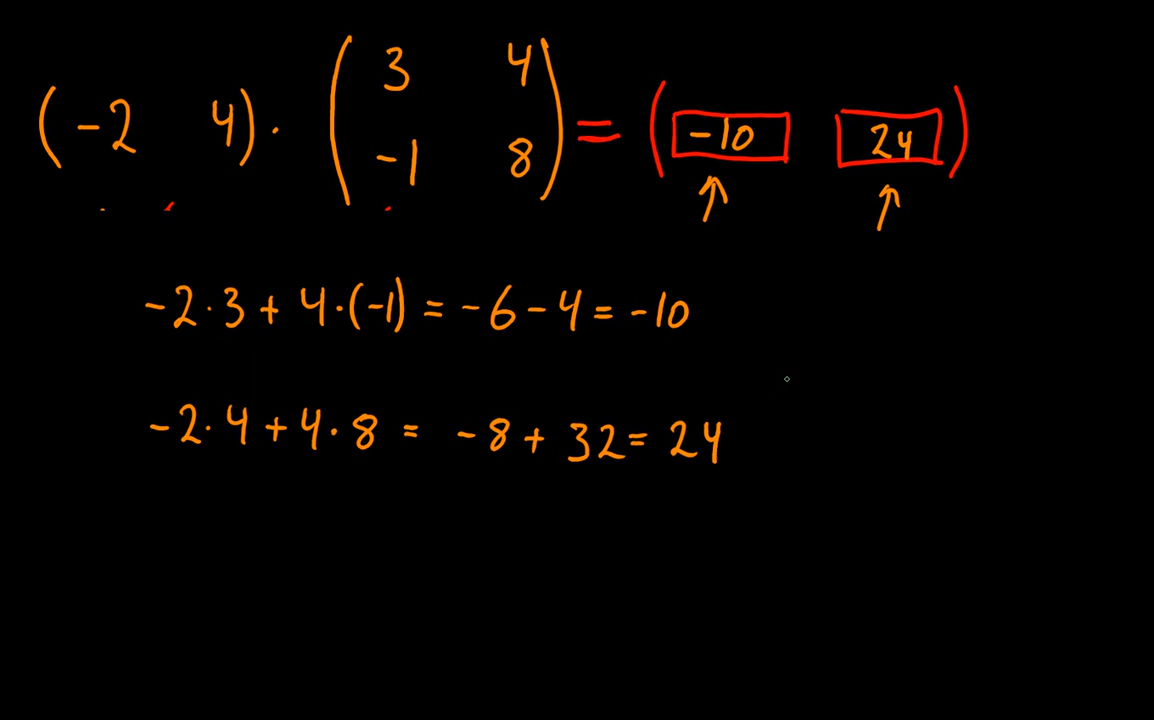 (-2 4) · (3 4
-1 8) = (-10 24)
-2·3 + 4·(-1) = -6 - 4 = -10
-2·4 + 4·8 = -8 + 32 = 24